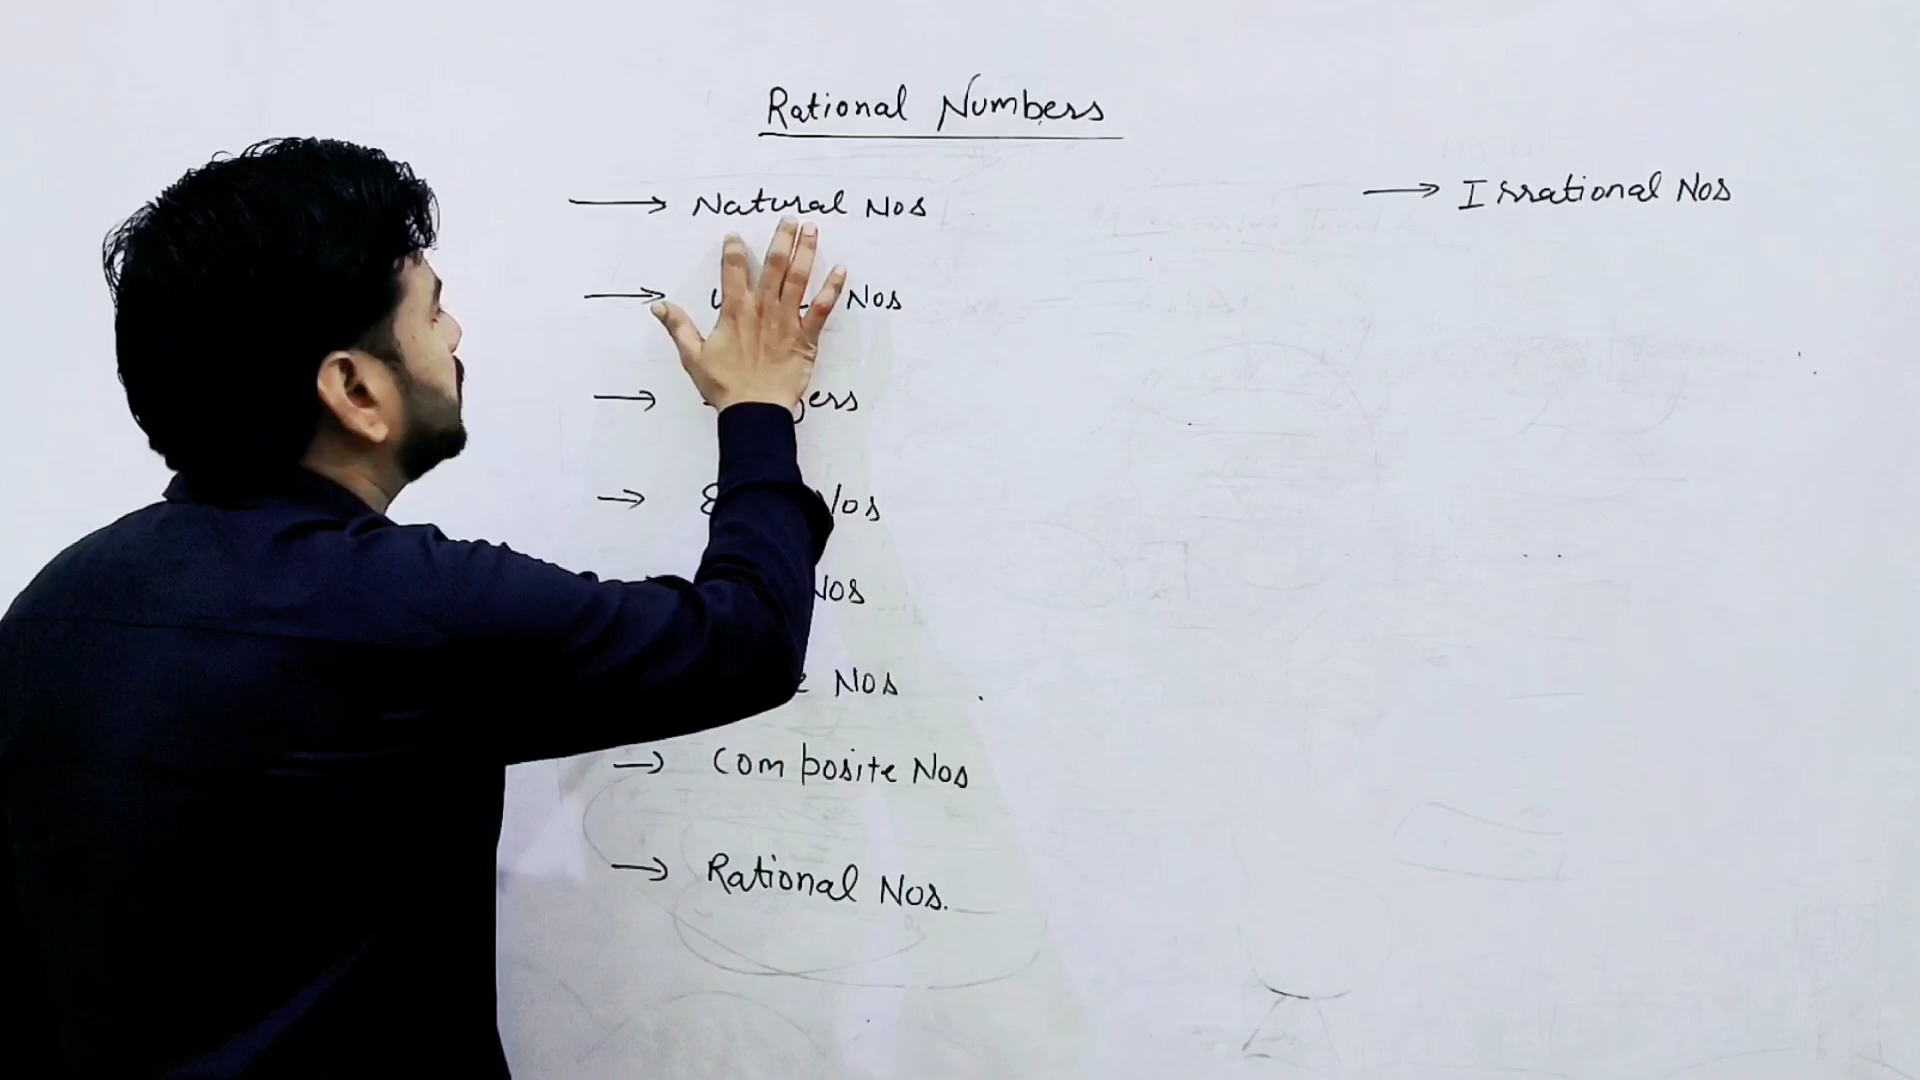 Rational Numbers
Natural Nos
Nos
Nos
Nos
Nos
Composite Nos
Rational Nos.
Irrational Nos